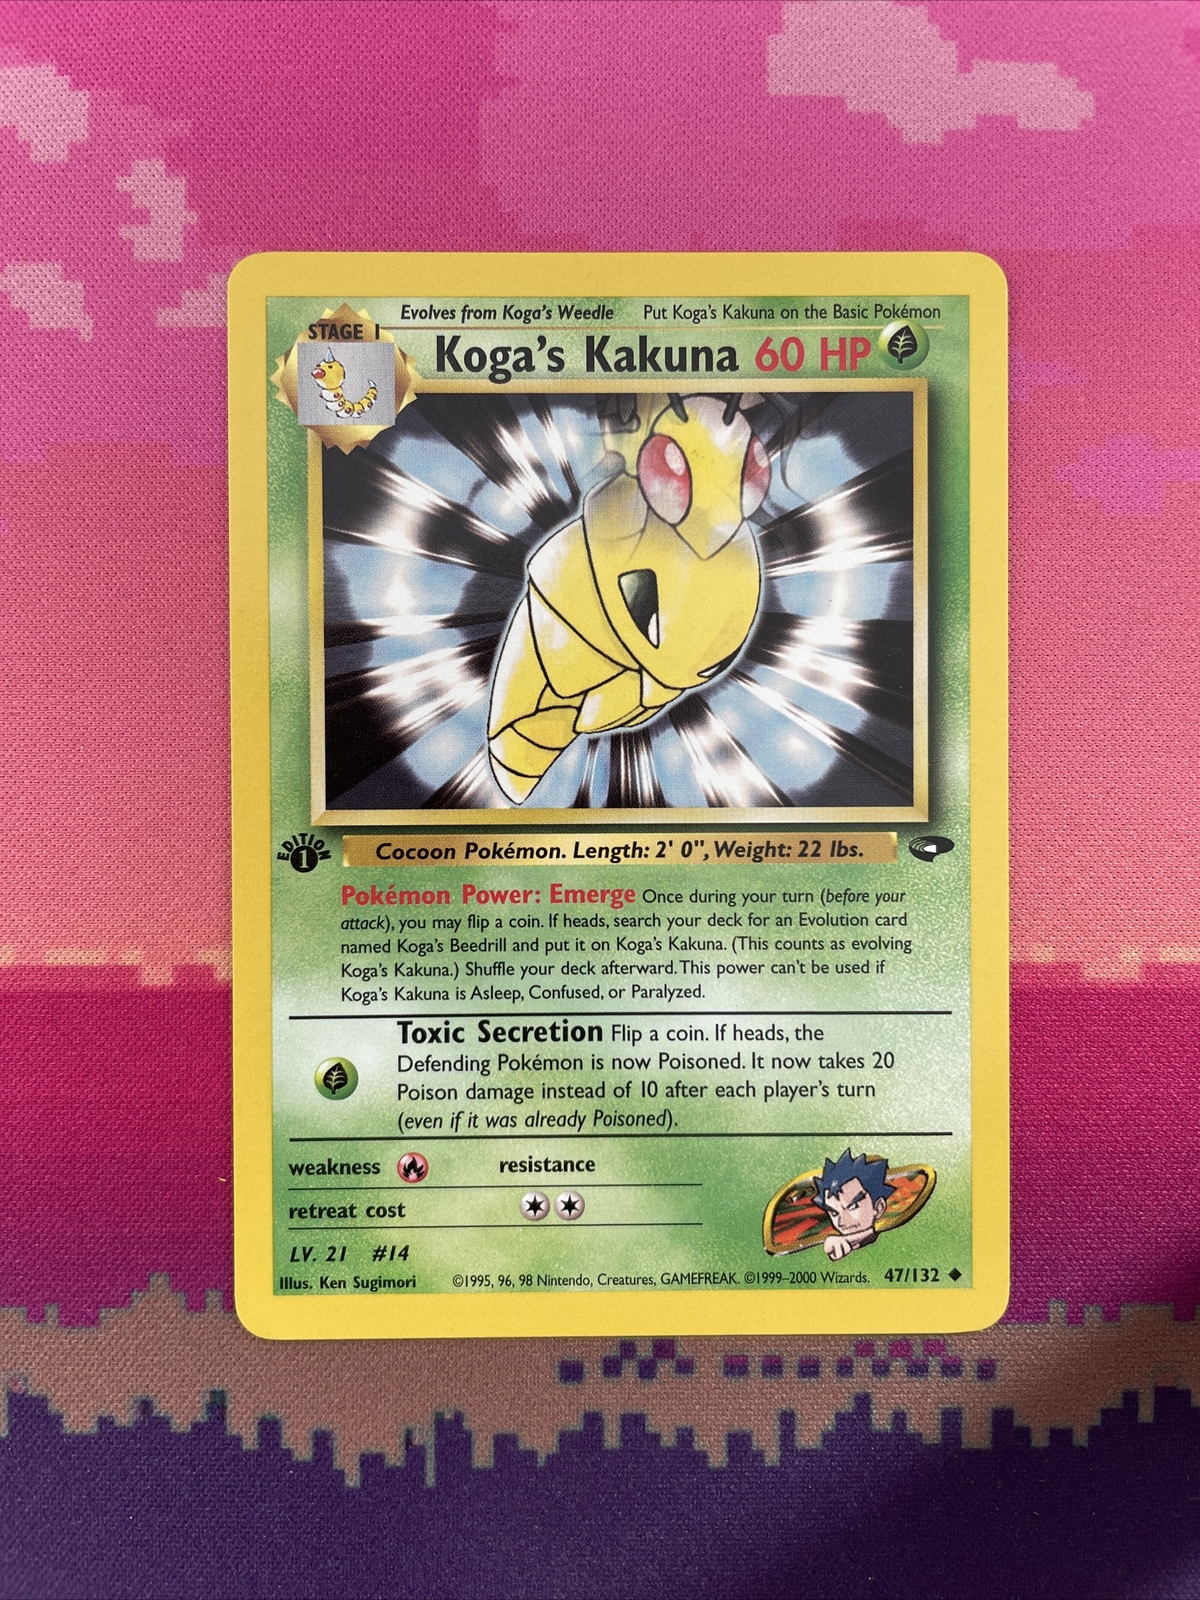 Evolves from Koga's Weedle Put Koga's Kakuna on the Basic Pokémon
STAGE 1
Koga's Kakuna 60 HP
EDITION
1
Cocoon Pokémon. Length: 2' 0", Weight: 22 lbs.
Pokémon Power: Emerge Once during your turn (before your
attack), you may flip a coin. If heads, search your deck for an Evolution card
named Koga's Beedrill and put it on Koga's Kakuna. (This counts as evolving
Koga's Kakuna.) Shuffle your deck afterward. This power can't be used if
Koga's Kakuna is Asleep, Confused, or Paralyzed.
Toxic Secretion Flip a coin. If heads, the
Defending Pokémon is now Poisoned. It now takes 20
Poison damage instead of 10 after each player's turn
(even if it was already Poisoned).
weakness resistance
retreat cost
LV. 21 #14
Illus. Ken Sugimori ©1995, 96, 98 Nintendo, Creatures, GAMEFREAK. ©1999–2000 Wizards. 47/132